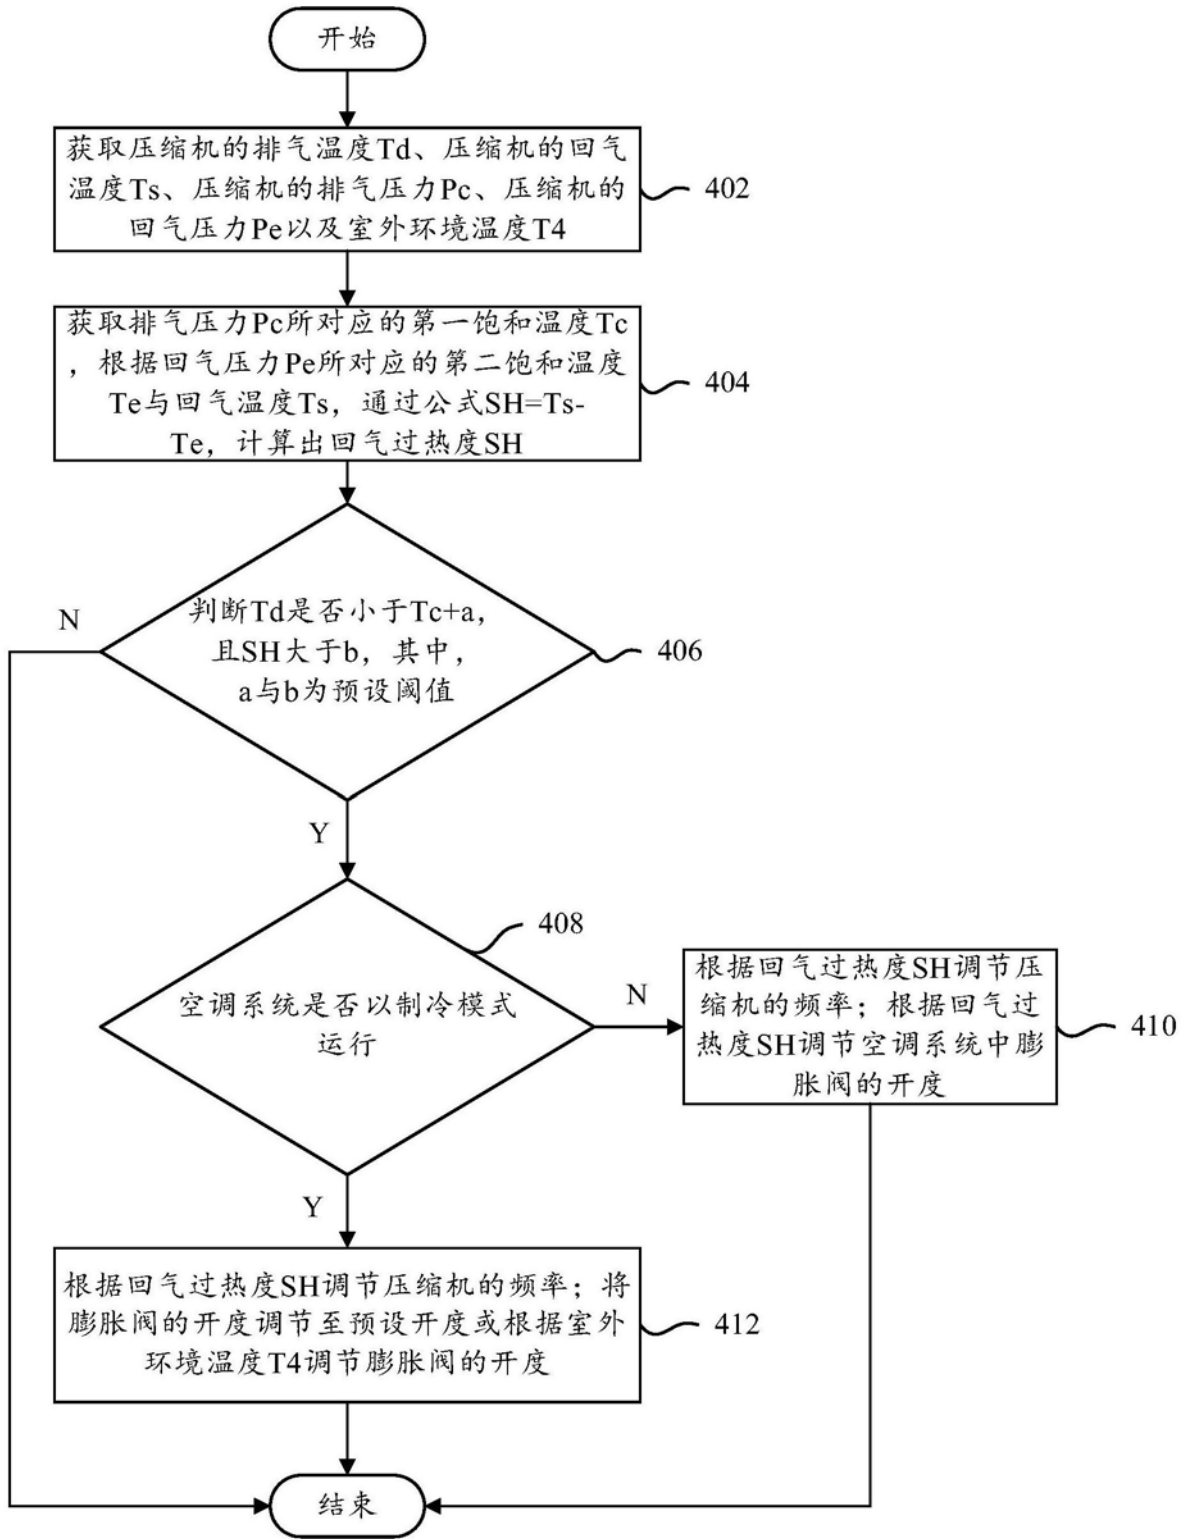 开始
获取压缩机的排气温度Td、压缩机的回气
温度Ts、压缩机的排气压力Pc、压缩机的
回气压力Pe以及室外环境温度T4
402
获取排气压力Pc所对应的第一饱和温度Tc
，根据回气压力Pe所对应的第二饱和温度
Te与回气温度Ts，通过公式SH=Ts-
Te，计算出回气过热度SH
404
判断Td是否小于Tc+a，
且SH大于b，其中，
a与b为预设阈值
N
406
Y
408
空调系统是否以制冷模式
运行
N
根据回气过热度SH调节压
缩机的频率；根据回气过
热度SH调节空调系统中膨
胀阀的开度
410
Y
根据回气过热度SH调节压缩机的频率；将
膨胀阀的开度调节至预设开度或根据室外
环境温度T4调节膨胀阀的开度
412
结束